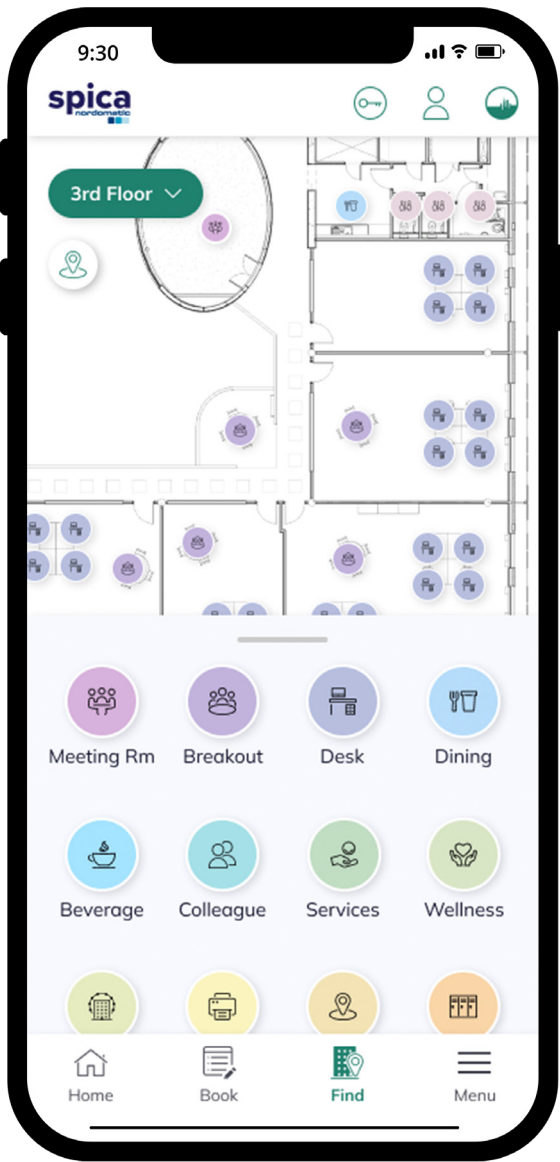 9:30
spica
nordomatic
3rd Floor
Meeting Rm
Breakout
Desk
Dining
Beverage
Colleague
Services
Wellness
Home
Book
Find
Menu